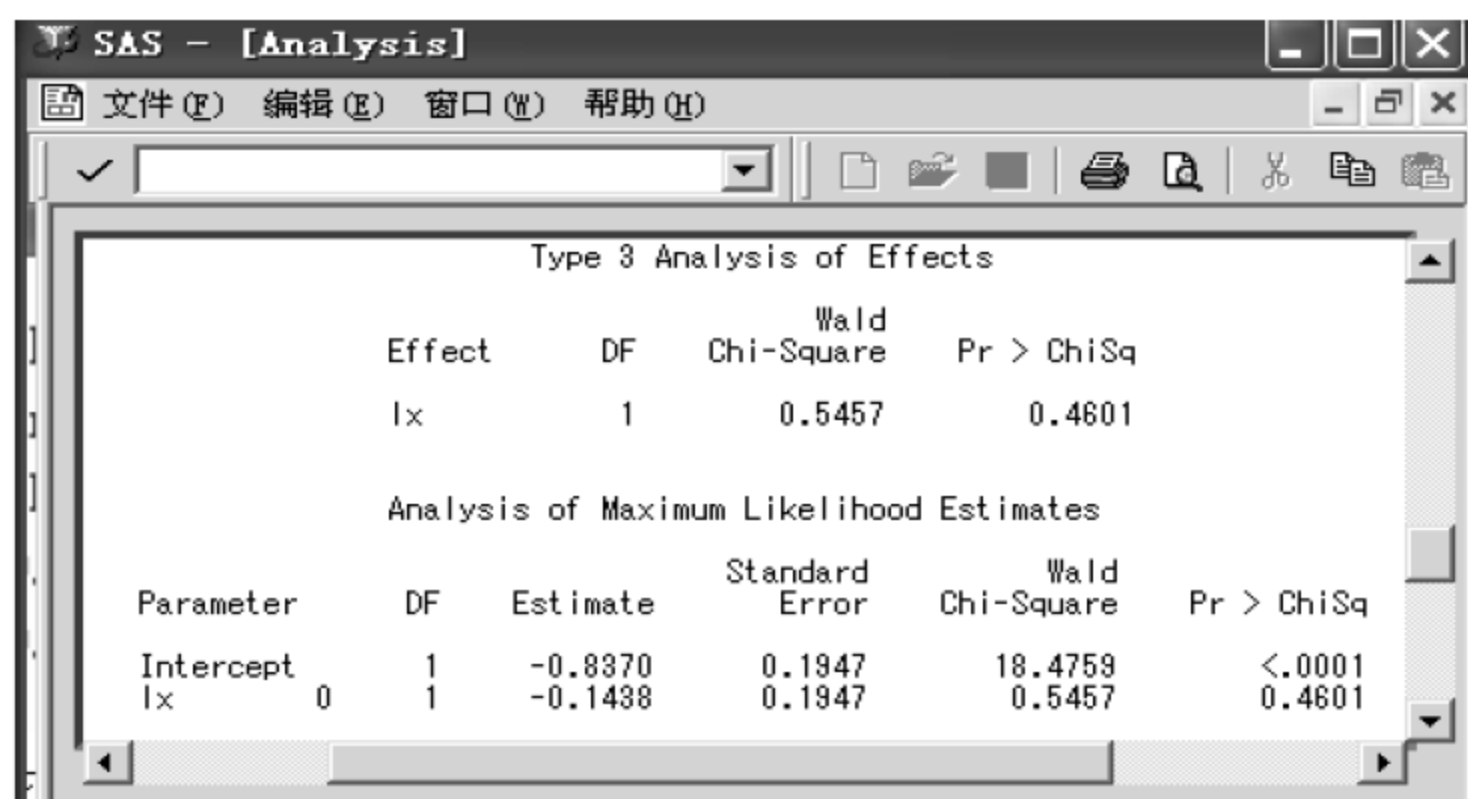 SAS - [Analysis]
文件(F) 编辑(E) 窗口(W) 帮助(H)
Type 3 Analysis of Effects
Wald
Effect DF Chi-Square Pr > ChiSq
lx 1 0.5457 0.4601
Analysis of Maximum Likelihood Estimates
Standard Wald
Parameter DF Estimate Error Chi-Square Pr > ChiSq
Intercept 1 -0.8370 0.1947 18.4759 <.0001
lx 0 1 -0.1438 0.1947 0.5457 0.4601